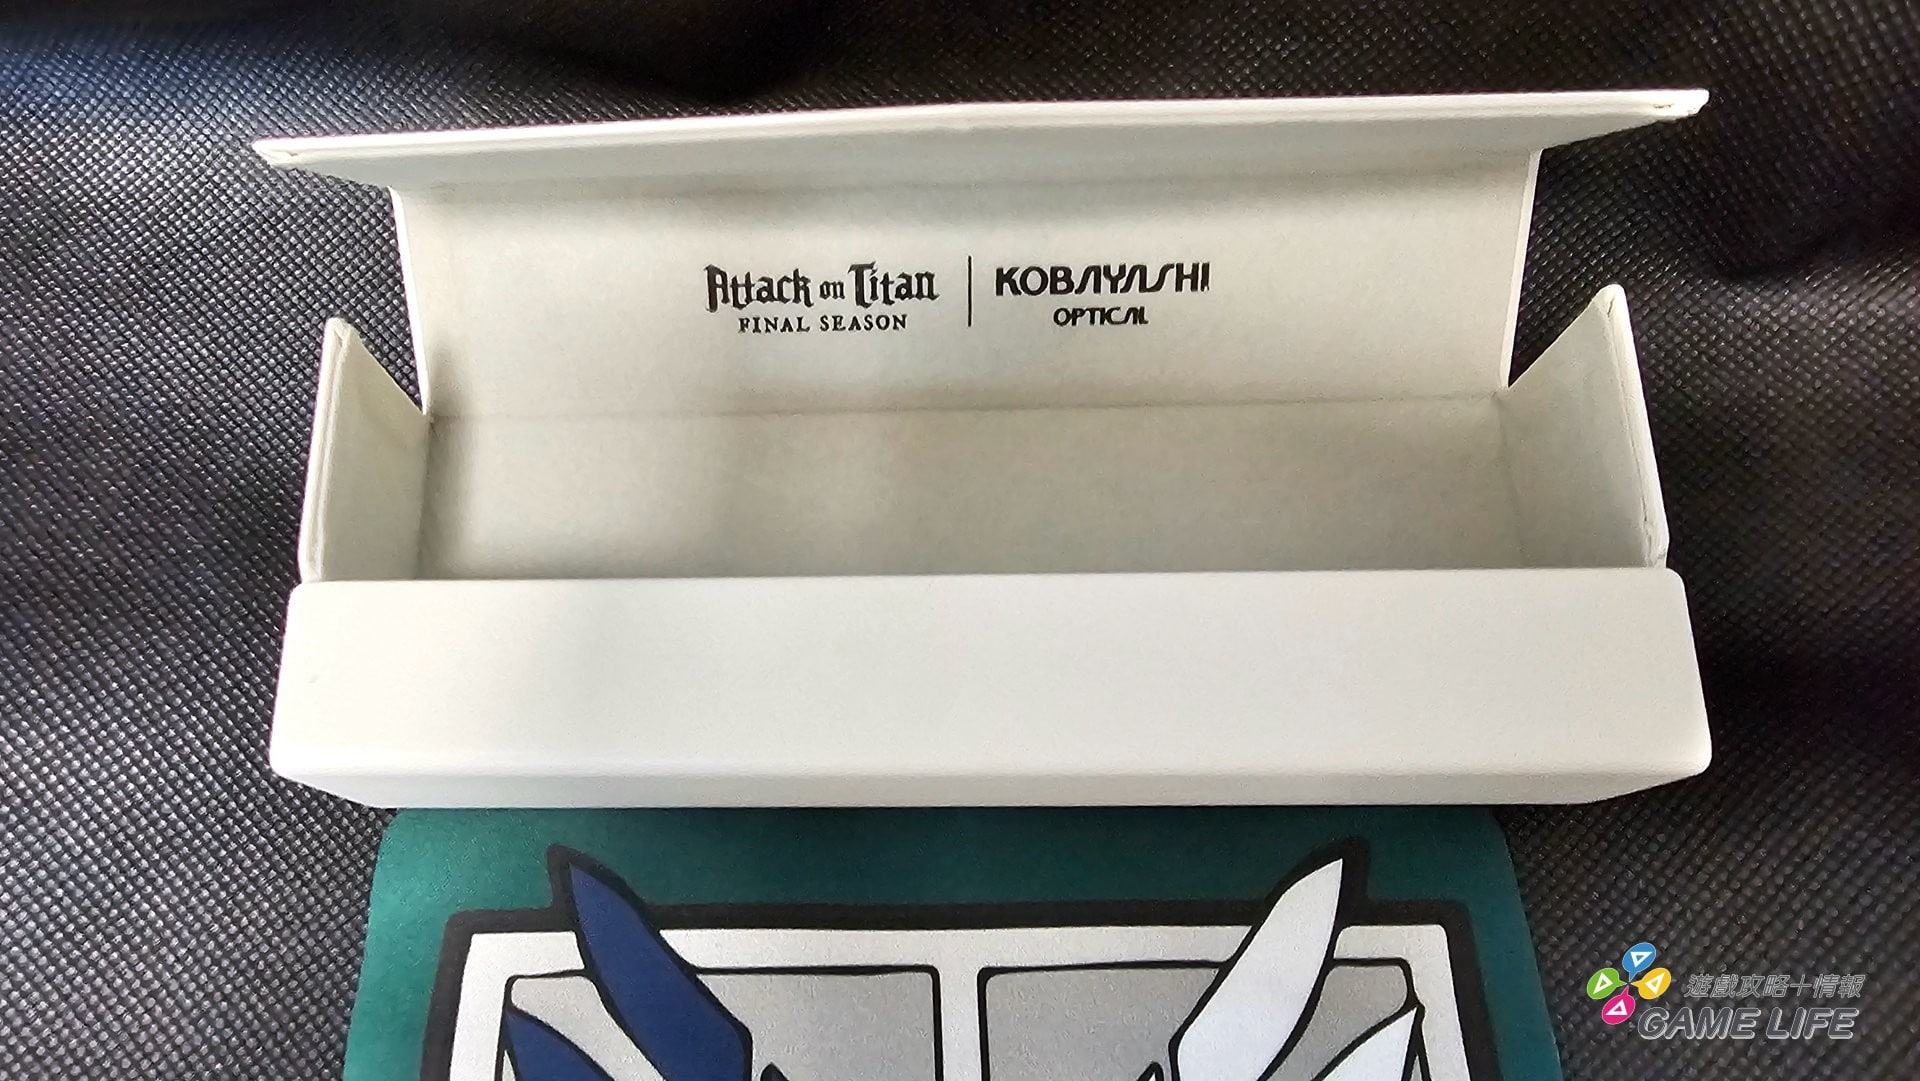 Attack on Titan
FINAL SEASON
KOBAYASHI
OPTICAL
遊戲攻略＋情報
GAME LIFE